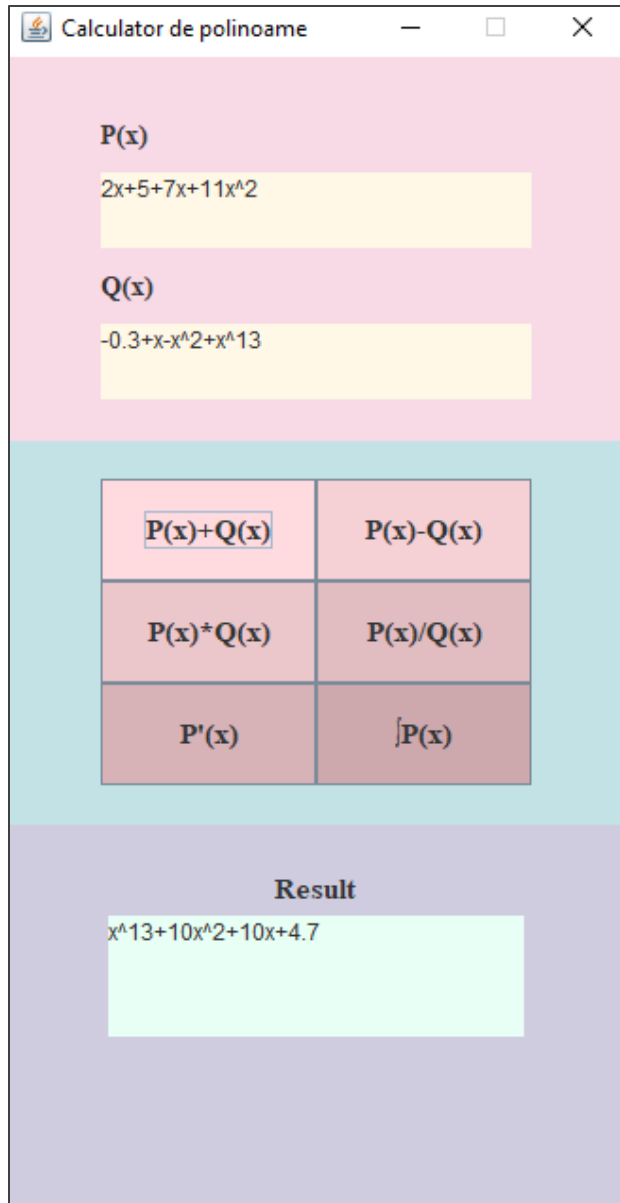 Calculator de polinoame
P(x)
2x+5+7x+11x^2
Q(x)
-0.3+x-x^2+x^13
P(x)+Q(x) P(x)-Q(x)
P(x)*Q(x) P(x)/Q(x)
P'(x) ∫P(x)
Result
x^13+10x^2+10x+4.7